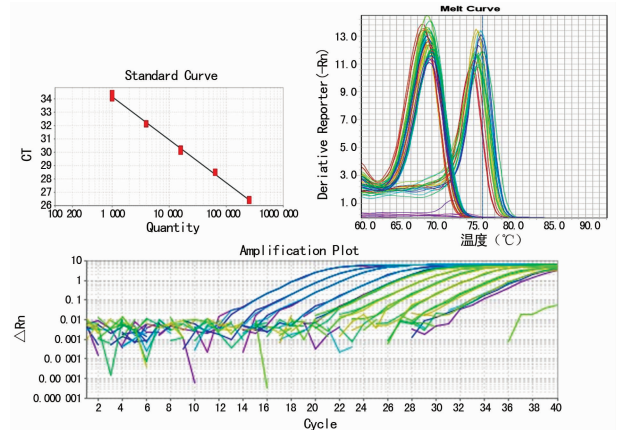 Melt Curve
Standard Curve
34
33
32
31
30
29
28
27
26
CT
100 200
1 000
10 000
100 000
1000 000
Quantity
13.0
11.0
9.0
7.0
5.0
3.0
1.0
Deriative Reporter(-Rn)
60.0 65.0 70.0 75.0 80.0 85.0 90.0
温度（℃）
Amplification Plot
10
1
0.1
0.01
0.001
0.0 001
0.00 001
0.000 001
△Rn
2 4 6 8 10 12 14 16 18 20 22 24 26 28 30 32 34 36 38 40
Cycle